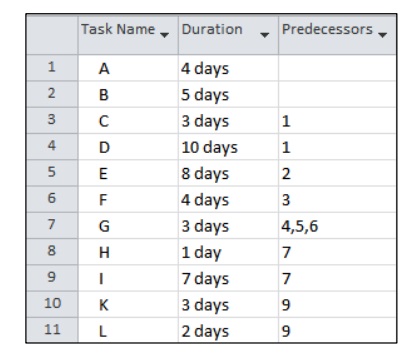 Task Name Duration Predecessors
1 A 4 days
2 B 5 days
3 C 3 days 1
4 D 10 days 1
5 E 8 days 2
6 F 4 days 3
7 G 3 days 4,5,6
8 H 1 day 7
9 I 7 days 7
10 K 3 days 9
11 L 2 days 9